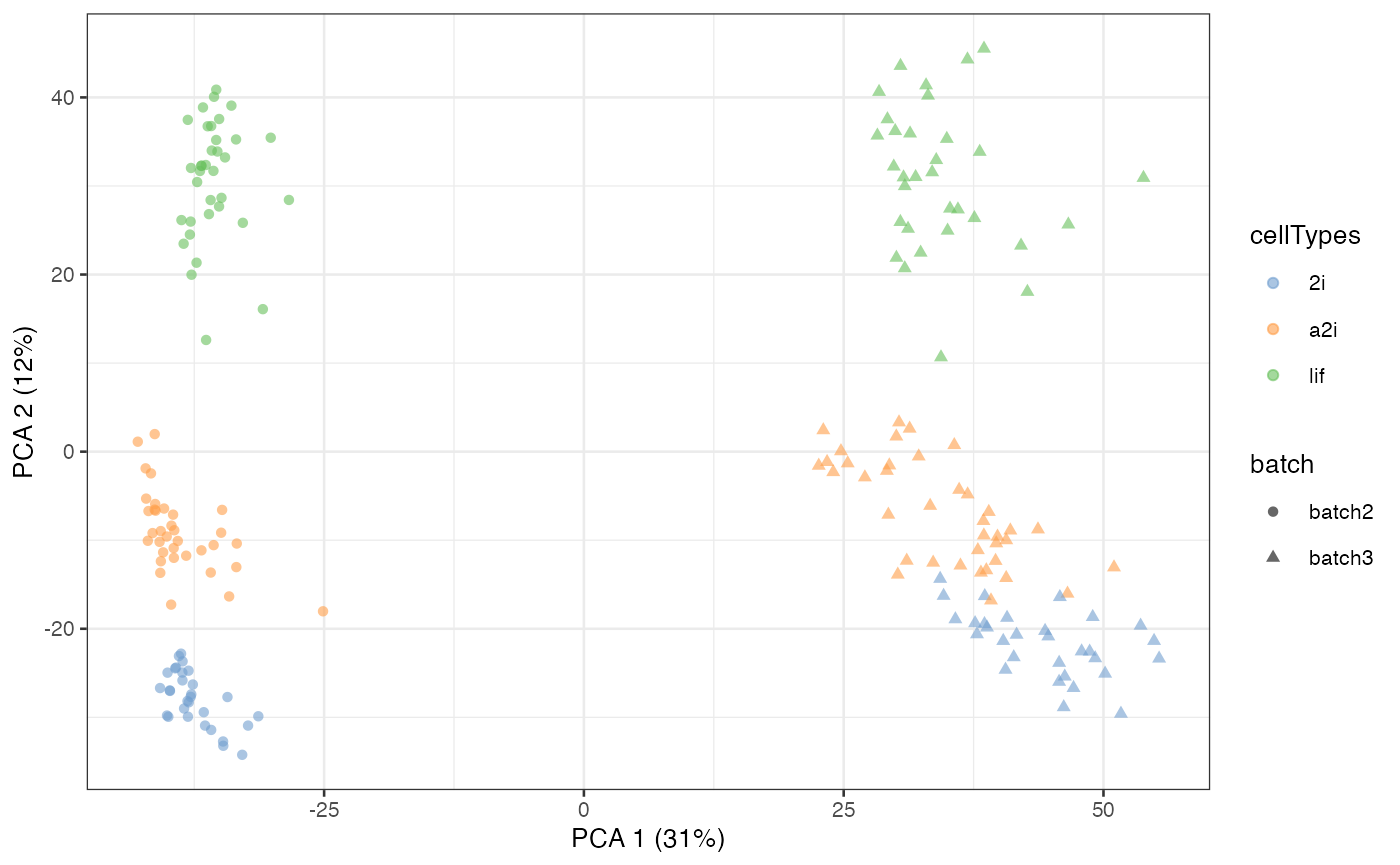 40
20
0
-20
PCA 2 (12%)
-25
0
25
50
PCA 1 (31%)
cellTypes
2i
a2i
lif
batch
batch2
batch3